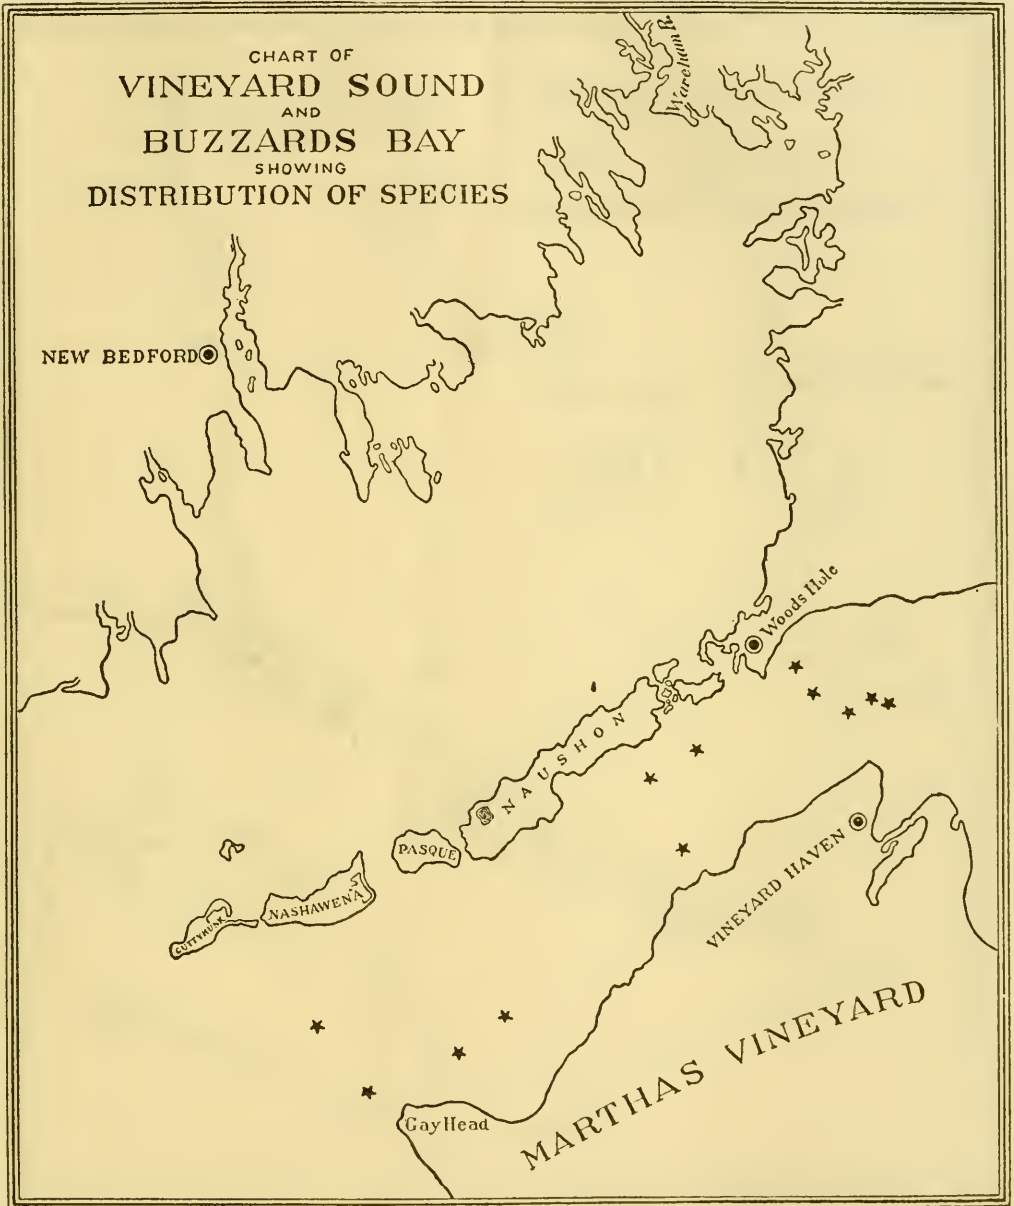 CHART OF
VINEYARD SOUND
AND
BUZZARDS BAY
SHOWING
DISTRIBUTION OF SPECIES
Wareham R.
NEW BEDFORD
Woods Hole
NAUSHON
PASQUE
NASHAWENA
CUTTYHUNK
VINEYARD HAVEN
MARTHAS VINEYARD
Gay Head